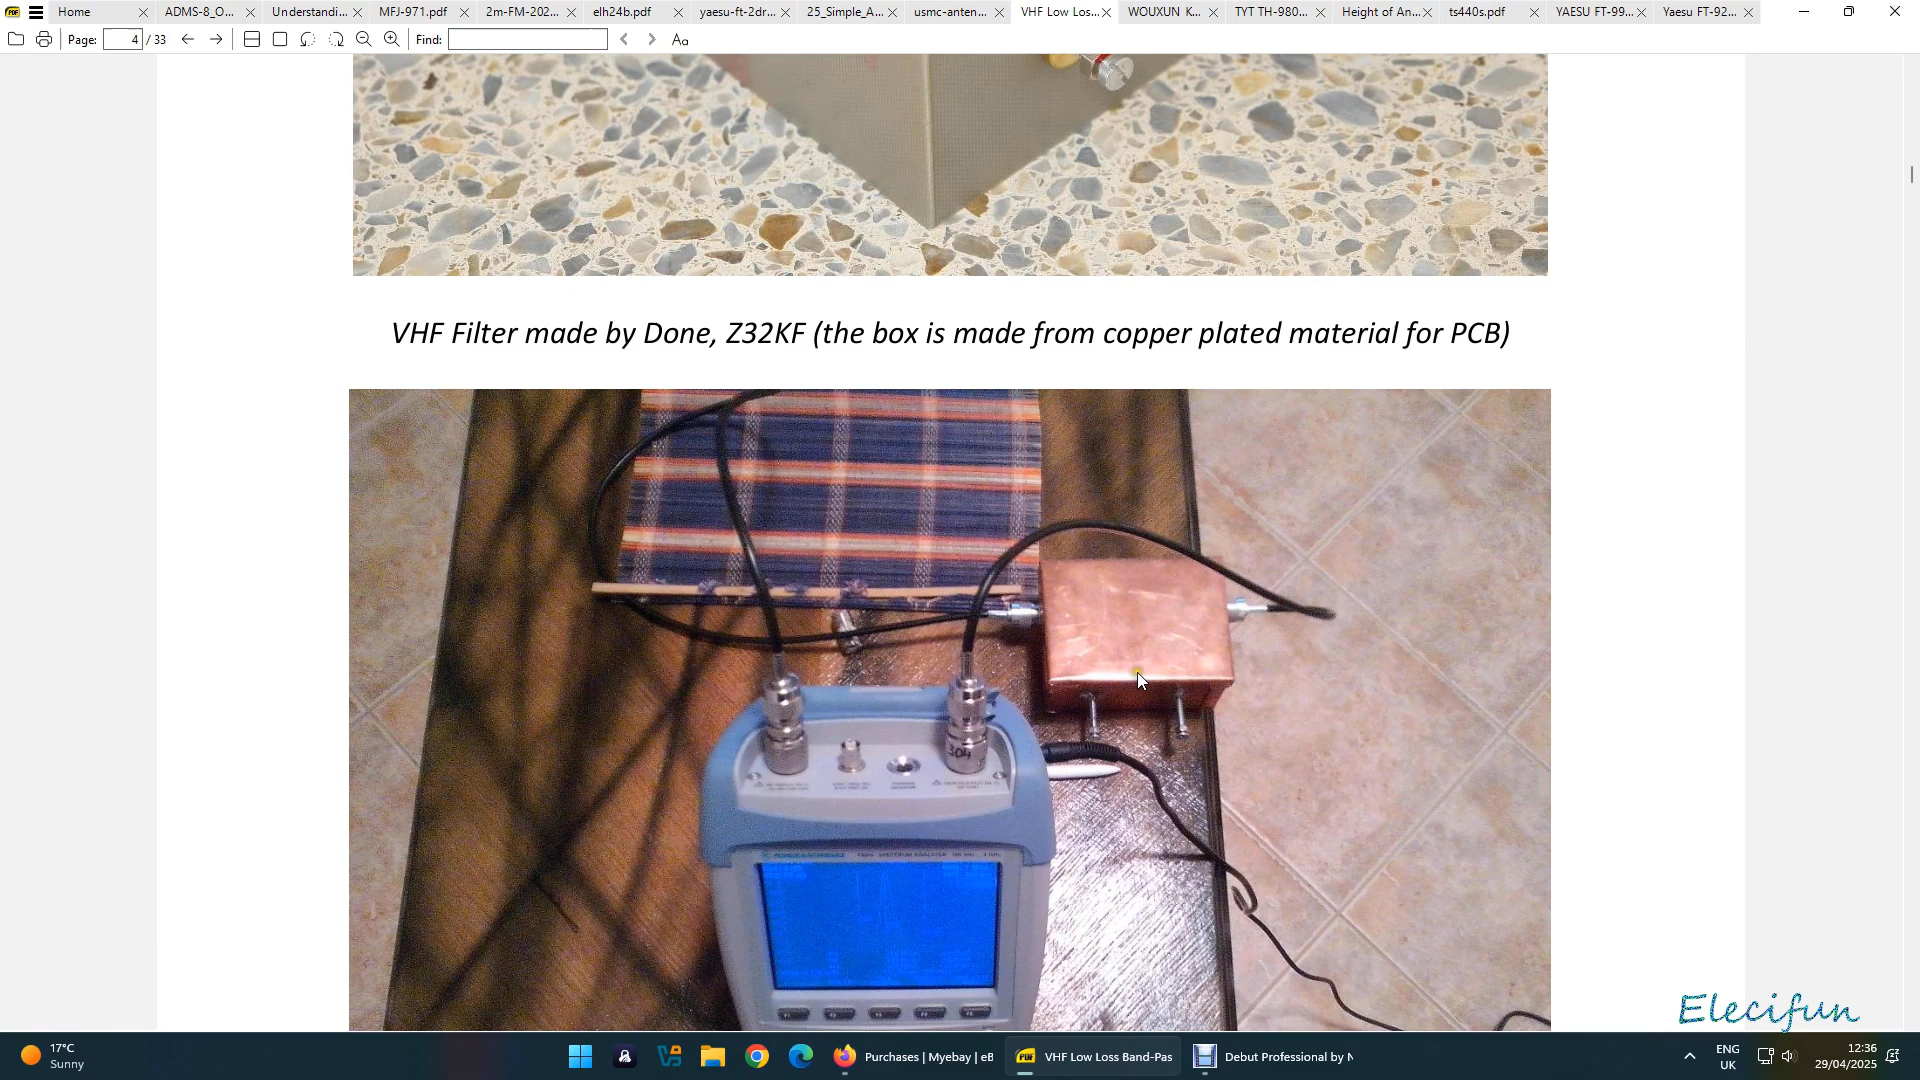 Home
ADMS-8_O...
Understandi...
MFJ-971.pdf
2m-FM-202...
elh24b.pdf
yaesu-ft-2dr...
25_Simple_A...
usmc-anten...
VHF Low Los...
WOUXUN K...
TYT TH-980...
Height of An...
ts440s.pdf
YAESU FT-99...
Yaesu FT-92...
Page: 4 / 33
Find:
Aa
VHF Filter made by Done, Z32KF (the box is made from copper plated material for PCB)
304
Elecifun
17°C
Sunny
Purchases | Myebay | eB
PDF
VHF Low Loss Band-Pas
Debut Professional by N
ENG
UK
12:36
29/04/2025